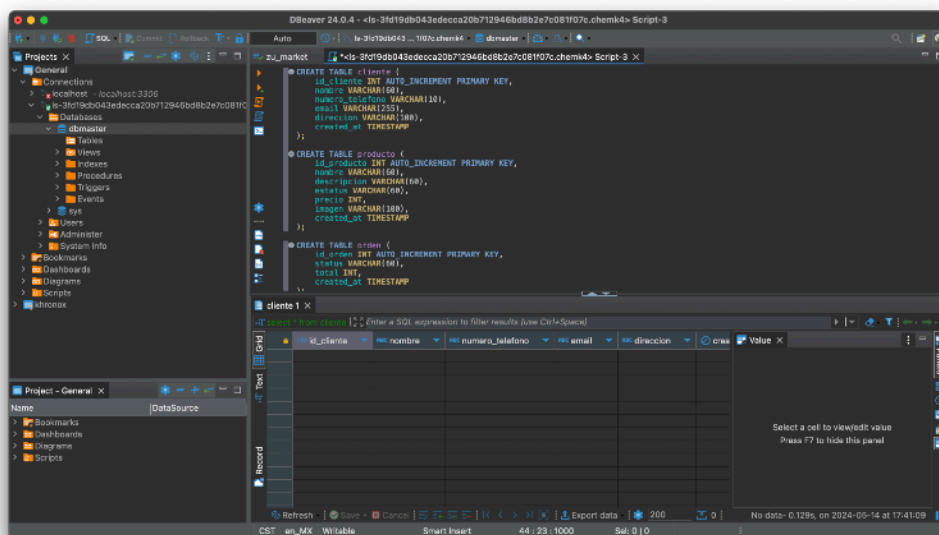 DBeaver 24.0.4 - <ls-3fd19db043edecca20b712946bd8b2e7c081f07c.chemk4> Script-3
SQL Commit Rollback T Auto ls-3fd19db043 ... 1f07c.chemk4 dbmaster
Projects
General
Connections
localhost - localhost:3306
ls-3fd19db043edecca20b712946bd8b2e7c081f0
Databases
dbmaster
Tables
Views
Indexes
Procedures
Triggers
Events
sys
Users
Administer
System Info
Bookmarks
Dashboards
Diagrams
Scripts
khronox
zu_market
*<ls-3fd19db043edecca20b712946bd8b2e7c081f07c.chemk4> Script-3
CREATE TABLE cliente (
id_cliente INT AUTO_INCREMENT PRIMARY KEY,
nombre VARCHAR(60),
numero_telefono VARCHAR(10),
email VARCHAR(255),
direccion VARCHAR(100),
created_at TIMESTAMP
);
CREATE TABLE producto (
id_producto INT AUTO_INCREMENT PRIMARY KEY,
nombre VARCHAR(60),
descripcion VARCHAR(60),
estatus VARCHAR(60),
precio INT,
imagen VARCHAR(100),
created_at TIMESTAMP
);
CREATE TABLE orden (
id_orden INT AUTO_INCREMENT PRIMARY KEY,
status VARCHAR(60),
total INT,
created_at TIMESTAMP
);
cliente 1
select * from cliente Enter a SQL expression to filter results (use Ctrl+Space)
Grid
Text
Record
id_cliente nombre numero_telefono email direccion crea
Value
Select a cell to view/edit value
Press F7 to hide this panel
Project - General
Name DataSource
Bookmarks
Dashboards
Diagrams
Scripts
Refresh Save Cancel Export data 200 0 No data - 0.129s, on 2024-06-14 at 17:41:09
CST en_MX Writable Smart Insert 44 : 23 : 1000 Sel: 0 | 0